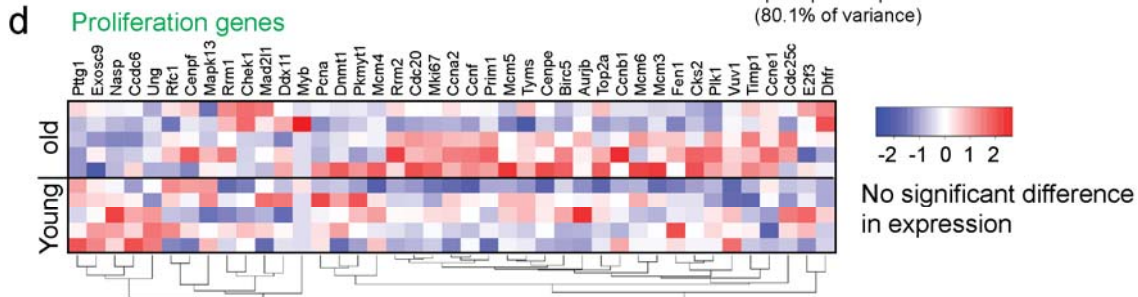 d
Proliferation genes
(80.1% of variance)
Pttg1 Exosc9 Nasp Ccdc6 Ung Rfc1 Cenpf Mapk13 Rrm1 Chek1 Mad2l1 Ddx11 Myb Pcna Dnmt1 Pkmyt1 Mcm4 Rrm2 Cdc20 Mki67 Ccna2 Ccnf Prim1 Mcm5 Tyms Cenpe Birc5 Aurjb Top2a Ccnb1 Mcm6 Mcm3 Fen1 Cks2 Plk1 Vuv1 Timp1 Ccne1 Cdc25c E2f3 Dhfr
old
Young
-2 -1 0 1 2
No significant difference
in expression